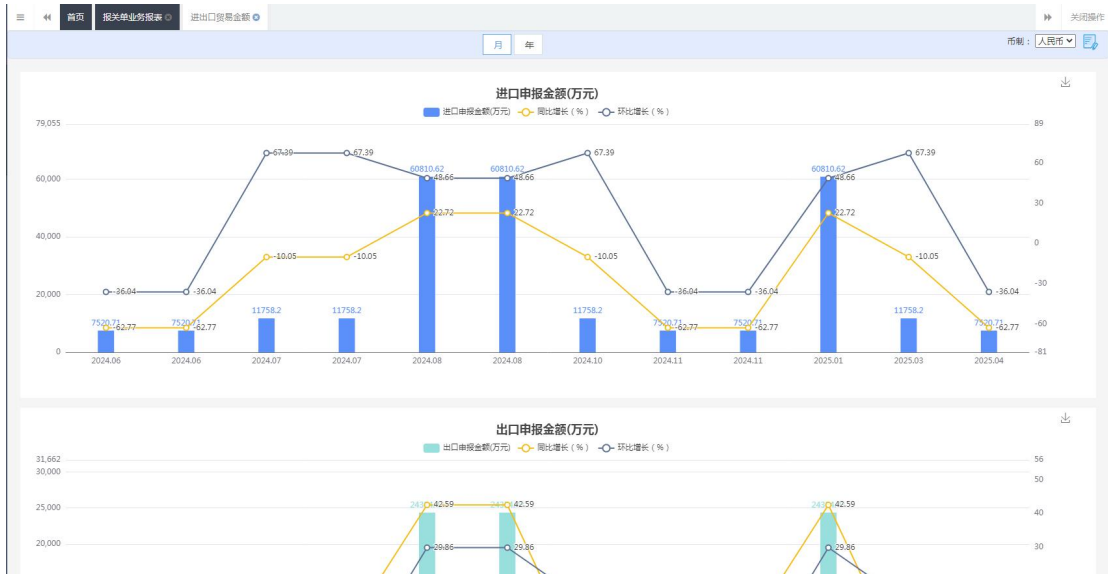 首页 报关单业务报表 进出口贸易金额 关闭操作
月 年 币制： 人民币
进口申报金额(万元)
进口申报金额(万元) 同比增长（%） 环比增长（%）
79,055 89
67.39 67.39 67.39 67.39
60810.62 60810.62 60810.62 60
60,000 48.66 48.66 48.66
22.72 22.72 22.72 30
40,000 0
-10.05 -10.05 -10.05 -10.05
20,000 -36.04 -36.04 -36.04 -36.04 -36.04 -30
11758.2 11758.2 11758.2 11758.2
7520.71 7520.71 7520.71 7520.71 7520.71 -60
-62.77 -62.77 -62.77 -62.77 -62.77
0 -81
2024.06 2024.06 2024.07 2024.07 2024.08 2024.08 2024.10 2024.11 2024.11 2025.01 2025.03 2025.04
出口申报金额(万元)
出口申报金额(万元) 同比增长（%） 环比增长（%）
31,662 56
30,000 50
25,000 42.59 42.59 42.59 40
20,000 29.86 29.86 29.86 30